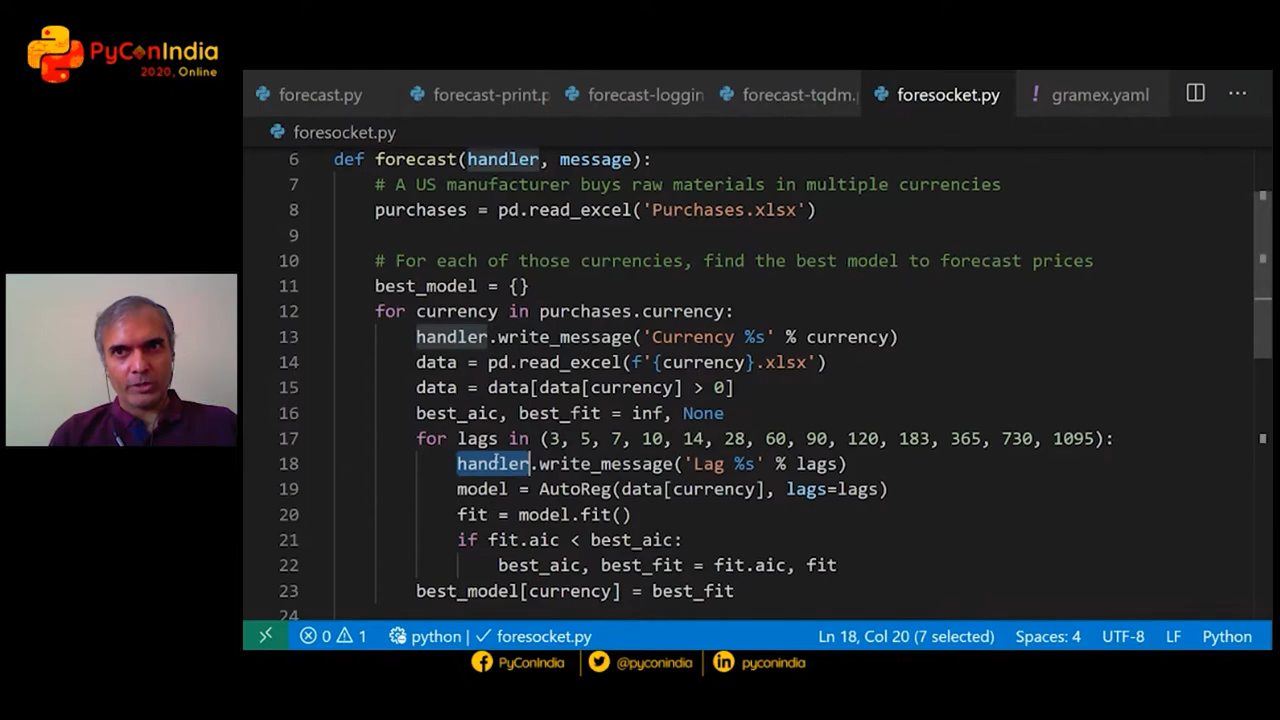 PyConIndia
2020, Online
forecast.py
forecast-print.p
forecast-loggin
forecast-tqdm.
foresocket.py
! gramex.yaml
foresocket.py
6 def forecast(handler, message):
7 # A US manufacturer buys raw materials in multiple currencies
8 purchases = pd.read_excel('Purchases.xlsx')
9
10 # For each of those currencies, find the best model to forecast prices
11 best_model = {}
12 for currency in purchases.currency:
13 handler.write_message('Currency %s' % currency)
14 data = pd.read_excel(f'{currency}.xlsx')
15 data = data[data[currency] > 0]
16 best_aic, best_fit = inf, None
17 for lags in (3, 5, 7, 10, 14, 28, 60, 90, 120, 183, 365, 730, 1095):
18 handler.write_message('Lag %s' % lags)
19 model = AutoReg(data[currency], lags=lags)
20 fit = model.fit()
21 if fit.aic < best_aic:
22 best_aic, best_fit = fit.aic, fit
23 best_model[currency] = best_fit
24
0 1 python foresocket.py Ln 18, Col 20 (7 selected) Spaces: 4 UTF-8 LF Python
PyConIndia @pyconindia pyconindia